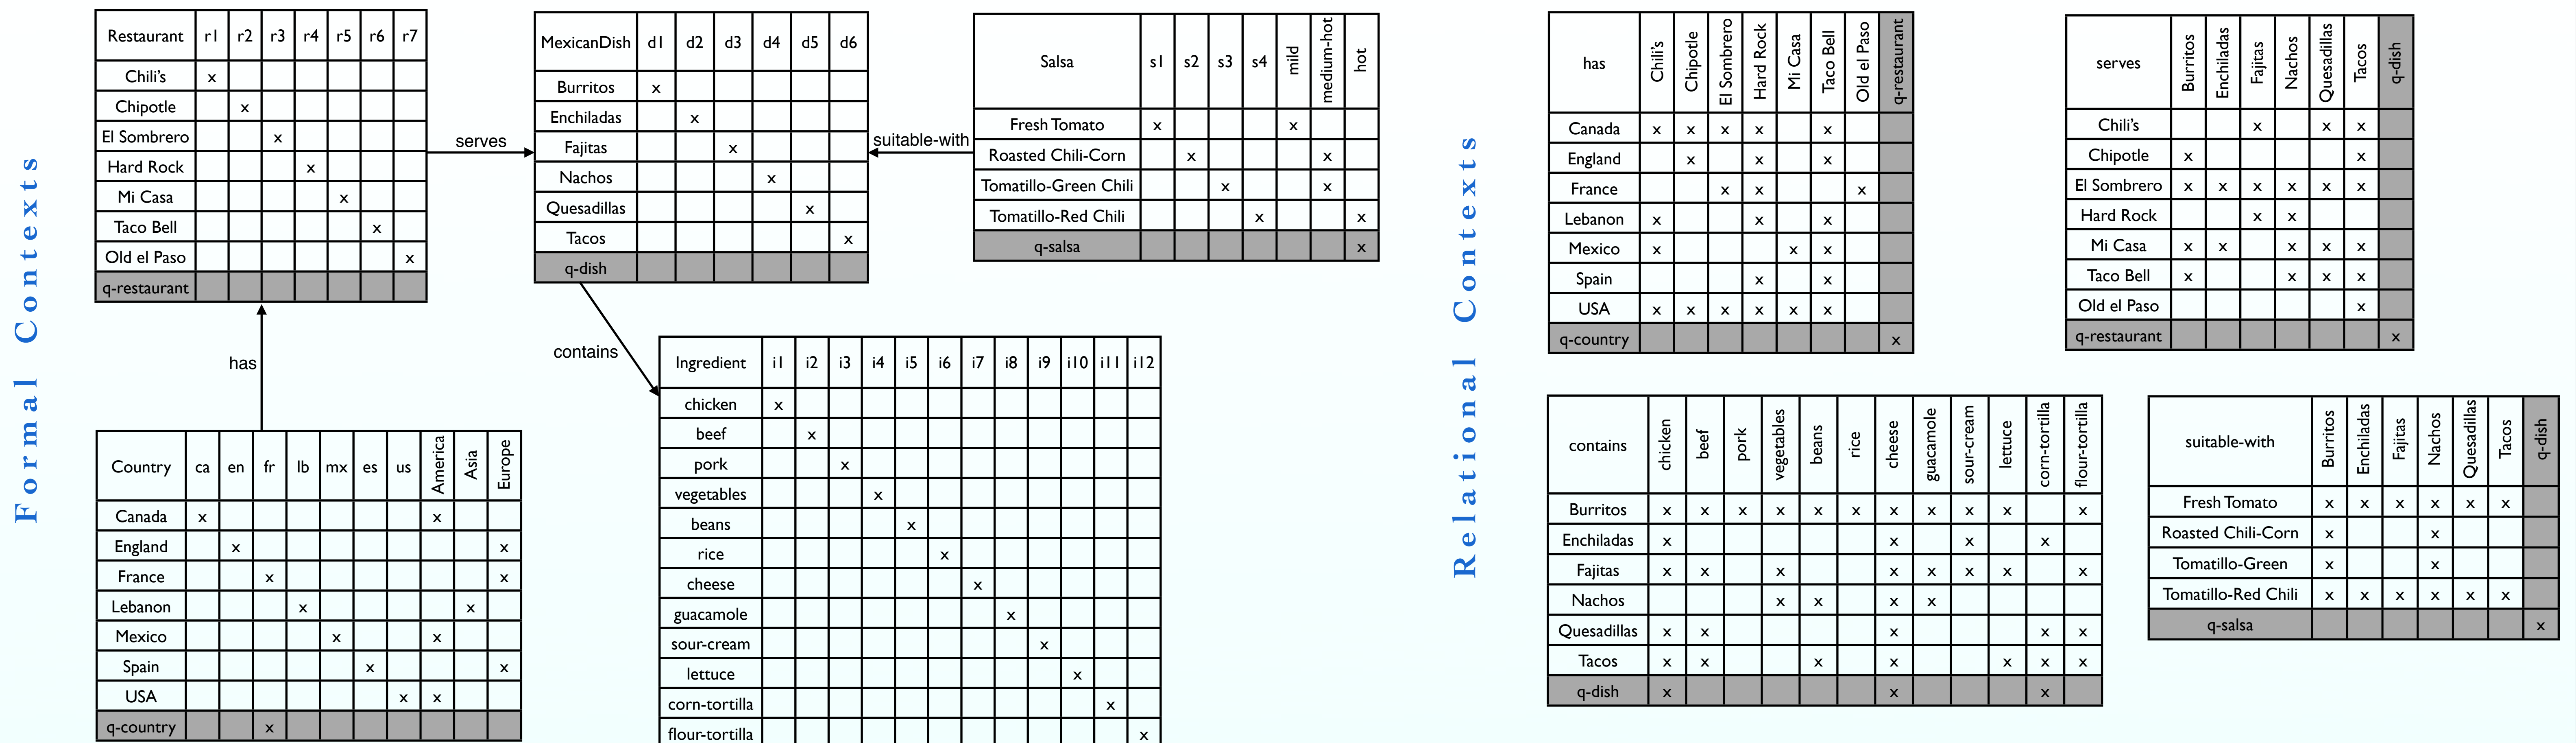 Formal Contexts
Restaurant r1 r2 r3 r4 r5 r6 r7
Chili's x
Chipotle x
El Sombrero x
Hard Rock x
Mi Casa x
Taco Bell x
Old el Paso x
q-restaurant
serves
MexicanDish d1 d2 d3 d4 d5 d6
Burritos x
Enchiladas x
Fajitas x
Nachos x
Quesadillas x
Tacos x
q-dish
suitable-with
Salsa s1 s2 s3 s4 mild medium-hot hot
Fresh Tomato x x
Roasted Chili-Corn x x
Tomatillo-Green Chili x x
Tomatillo-Red Chili x x
q-salsa x
has
contains
Country ca en fr lb mx es us America Asia Europe
Canada x x
England x x
France x x
Lebanon x x
Mexico x x
Spain x x
USA x x
q-country x
Ingredient i1 i2 i3 i4 i5 i6 i7 i8 i9 i10 i11 i12
chicken x
beef x
pork x
vegetables x
beans x
rice x
cheese x
guacamole x
sour-cream x
lettuce x
corn-tortilla x
flour-tortilla x
Relational Contexts
has Chili's Chipotle El Sombrero Hard Rock Mi Casa Taco Bell Old el Paso q-restaurant
Canada x x x x x
England x x x
France x x x
Lebanon x x x
Mexico x x x
Spain x x
USA x x x x x x
q-country x
serves Burritos Enchiladas Fajitas Nachos Quesadillas Tacos q-dish
Chili's x x x
Chipotle x x
El Sombrero x x x x x x
Hard Rock x x
Mi Casa x x x x x
Taco Bell x x x x
Old el Paso x
q-restaurant x
contains chicken beef pork vegetables beans rice cheese guacamole sour-cream lettuce corn-tortilla flour-tortilla
Burritos x x x x x x x x x x x
Enchiladas x x x x
Fajitas x x x x x x x x
Nachos x x x x
Quesadillas x x x x x
Tacos x x x x x x x
q-dish x x x
suitable-with Burritos Enchiladas Fajitas Nachos Quesadillas Tacos q-dish
Fresh Tomato x x x x x x
Roasted Chili-Corn x x
Tomatillo-Green x x
Tomatillo-Red Chili x x x x x x
q-salsa x